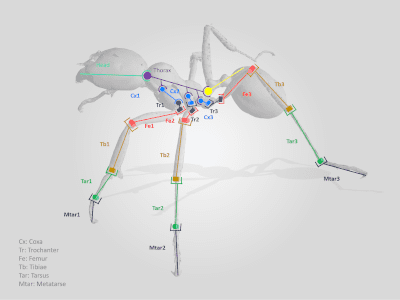 Thorax
Cx1
Cx2
Tr1
Tr3
Fe3
Tb3
Fe2
Tr2
Cx3
Fe1
Tb1
Tb2
Tar3
Tar1
Mtar3
Mtar1
Tar2
Mtar2
Cx: Coxa
Tr: Trochanter
Fe: Femur
Tb: Tibiae
Tar: Tarsus
Mtar: Metatarse